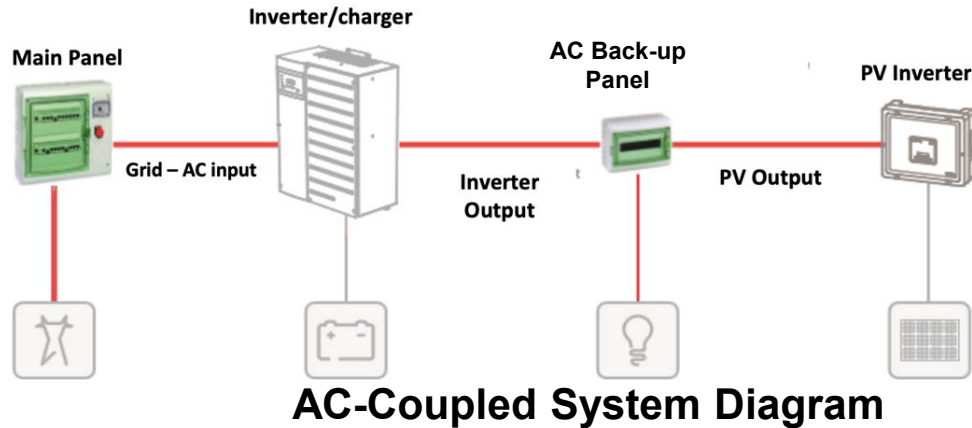 Inverter/charger
Main Panel
AC Back-up
Panel
PV Inverter
Grid – AC input
Inverter
Output
t
PV Output
+ -
AC-Coupled System Diagram